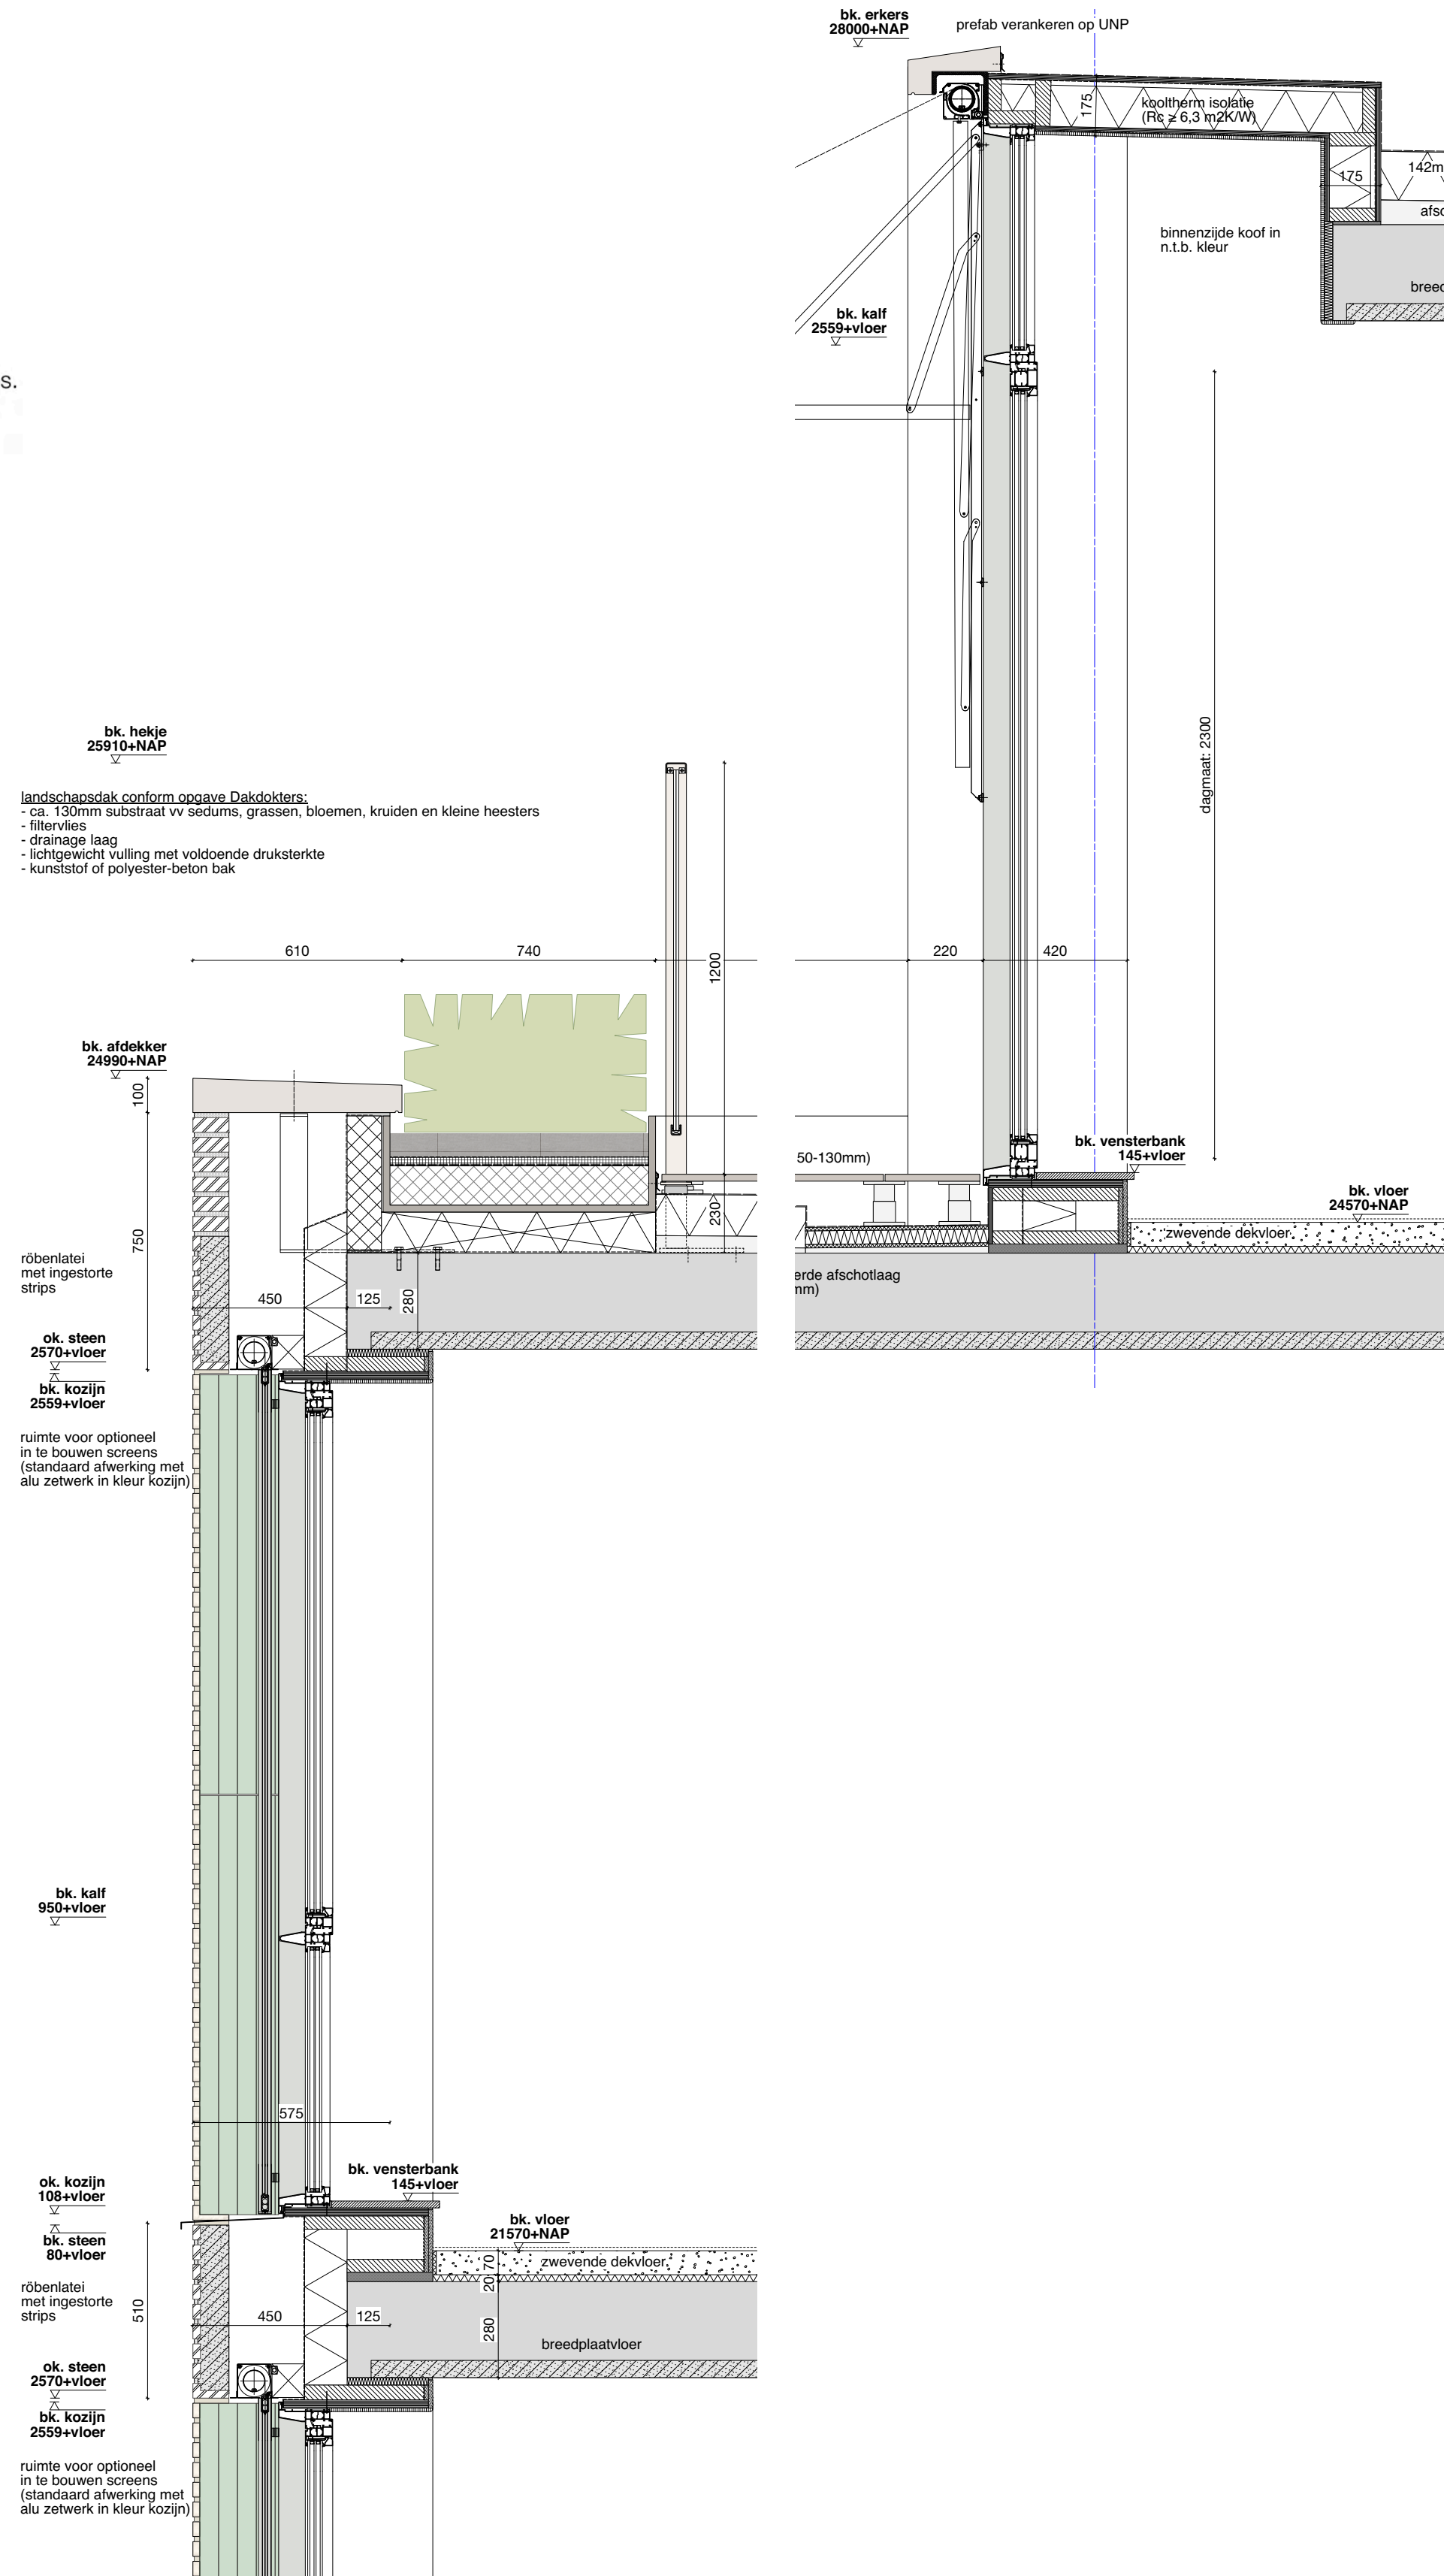 bk. erkers
28000+NAP
prefab verankeren op UNP
175
kooltherm isolatie
(Rc ≥ 6,3 m2K/W)
175
142m
afsc
binnenzijde koof in
n.t.b. kleur
breed
bk. kalf
2559+vloer
s.
dagmaat: 2300
bk. hekje
25910+NAP
landschapsdak conform opgave Dakdokters:
- ca. 130mm substraat vv sedums, grassen, bloemen, kruiden en kleine heesters
- filtervlies
- drainage laag
- lichtgewicht vulling met voldoende druksterkte
- kunststof of polyester-beton bak
610
740
1200
220
420
bk. afdekker
24990+NAP
100
750
50-130mm)
bk. vensterbank
145+vloer
bk. vloer
24570+NAP
230
zwevende dekvloer
röbenlatei
met ingestorte
strips
450
125
280
erde afschotlaag
mm)
ok. steen
2570+vloer
bk. kozijn
2559+vloer
ruimte voor optioneel
in te bouwen screens
(standaard afwerking met
alu zetwerk in kleur kozijn)
bk. kalf
950+vloer
575
bk. vensterbank
145+vloer
ok. kozijn
108+vloer
bk. steen
80+vloer
bk. vloer
21570+NAP
70
zwevende dekvloer
20
röbenlatei
met ingestorte
strips
510
450
125
280
breedplaatvloer
ok. steen
2570+vloer
bk. kozijn
2559+vloer
ruimte voor optioneel
in te bouwen screens
(standaard afwerking met
alu zetwerk in kleur kozijn)